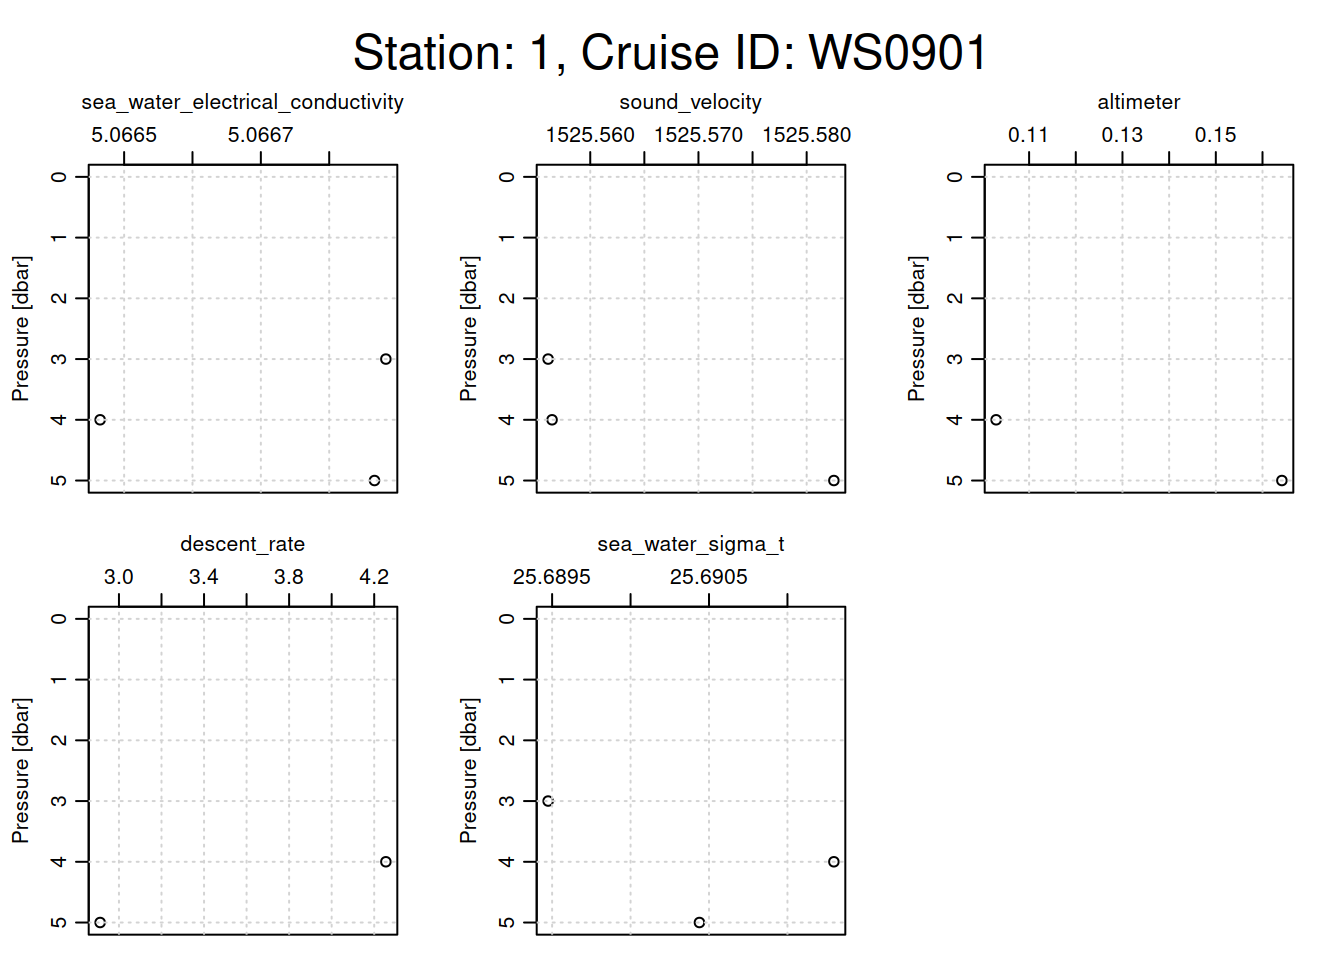 Station: 1, Cruise ID: WS0901
sea_water_electrical_conductivity
5.0665 5.0667
0
1
2
3
4
5
Pressure [dbar]
sound_velocity
1525.560 1525.570 1525.580
0
1
2
3
4
5
Pressure [dbar]
altimeter
0.11 0.13 0.15
0
1
2
3
4
5
Pressure [dbar]
descent_rate
3.0 3.4 3.8 4.2
0
1
2
3
4
5
Pressure [dbar]
sea_water_sigma_t
25.6895 25.6905
0
1
2
3
4
5
Pressure [dbar]